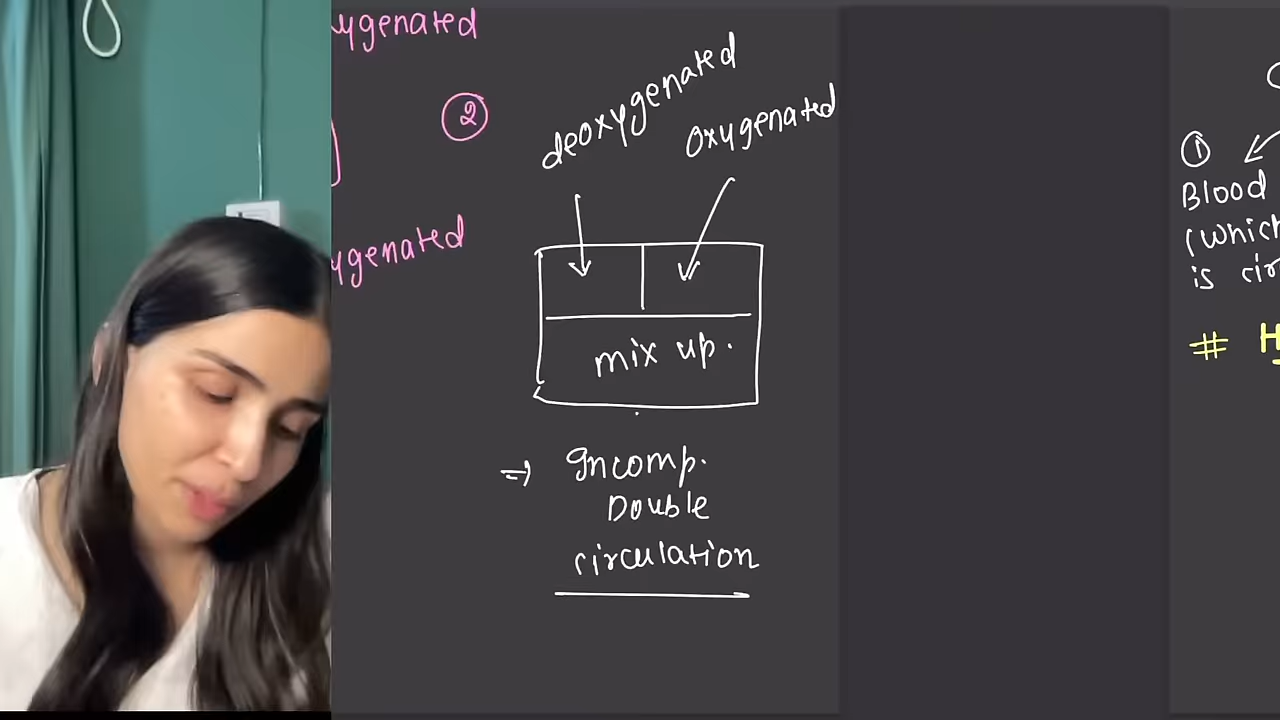 ygenated
②
deoxygenated
oxygenated
ygenated
mix up.
⇒ Incomp.
Double
circulation
①
Blood
(which
is cir
# H